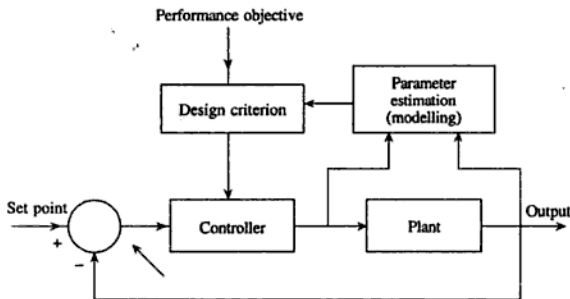 Performance objective
Parameter
estimation
(modelling)
Design criterion
Set point
Controller
Plant
Output
+
−